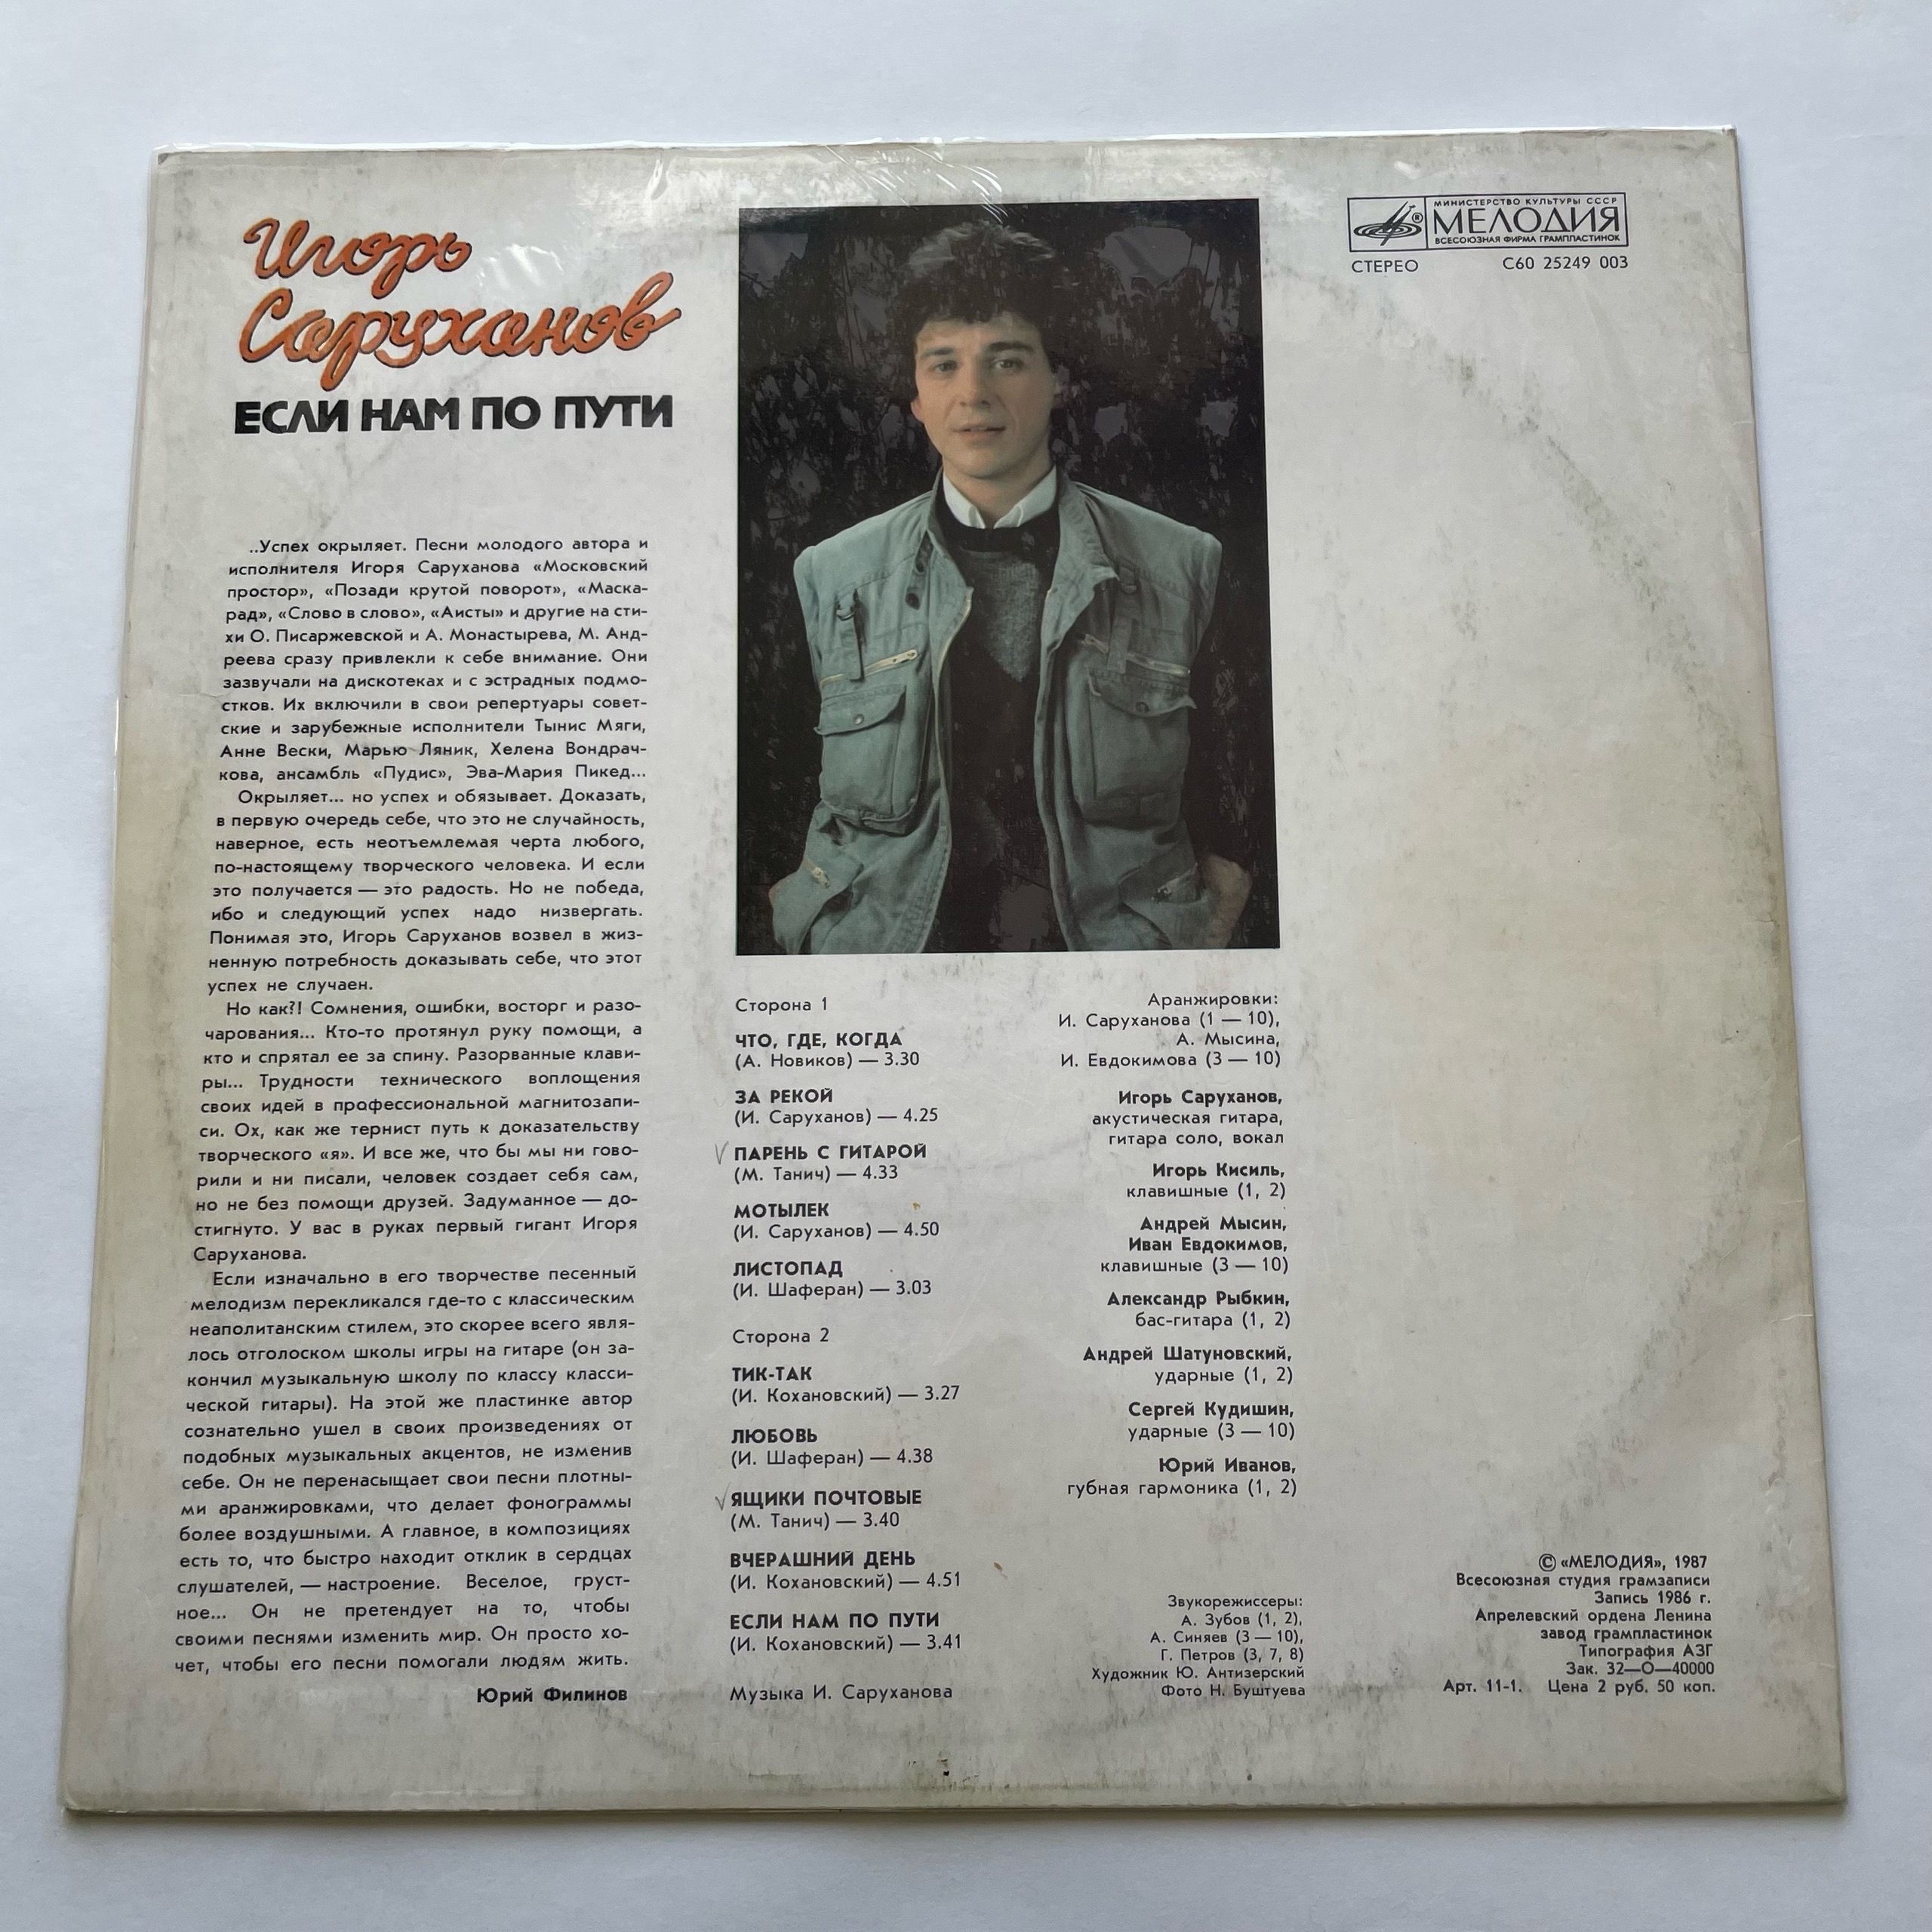 Игорь
Саруханов
ЕСЛИ НАМ ПО ПУТИ
..Успех окрыляет. Песни молодого автора и
исполнителя Игоря Саруханова «Московский
простор», «Позади крутой поворот», «Маска-
рад», «Слово в слово», «Аисты» и другие на сти-
хи О. Писаржевской и А. Монастырева, М. Анд-
реева сразу привлекли к себе внимание. Они
зазвучали на дискотеках и с эстрадных подмо-
стков. Их включили в свои репертуары совет-
ские и зарубежные исполнители Тынис Мяги,
Анне Вески, Марью Ляник, Хелена Вондрач-
кова, ансамбль «Пудис», Эва-Мария Пикед...
Окрыляет... но успех и обязывает. Доказать,
в первую очередь себе, что это не случайность,
наверное, есть неотъемлемая черта любого,
по-настоящему творческого человека. И если
это получается — это радость. Но не победа,
ибо и следующий успех надо низвергать.
Понимая это, Игорь Саруханов возвел в жиз-
ненную потребность доказывать себе, что этот
успех не случаен.
Но как?! Сомнения, ошибки, восторг и разо-
чарования... Кто-то протянул руку помощи, а
кто и спрятал ее за спину. Разорванные клави-
ры... Трудности технического воплощения
своих идей в профессиональной магнитозапи-
си. Ох, как же тернист путь к доказательству
творческого «я». И все же, что бы мы ни гово-
рили и ни писали, человек создает себя сам,
но не без помощи друзей. Задуманное — до-
стигнуто. У вас в руках первый гигант Игоря
Саруханова.
Если изначально в его творчестве песенный
мелодизм перекликался где-то с классическим
неаполитанским стилем, это скорее всего явля-
лось отголоском школы игры на гитаре (он за-
кончил музыкальную школу по классу класси-
ческой гитары). На этой же пластинке автор
сознательно ушел в своих произведениях от
подобных музыкальных акцентов, не изменив
себе. Он не перенасыщает свои песни плотны-
ми аранжировками, что делает фонограммы
более воздушными. А главное, в композициях
есть то, что быстро находит отклик в сердцах
слушателей, — настроение. Веселое, груст-
ное... Он не претендует на то, чтобы
своими песнями изменить мир. Он просто хо-
чет, чтобы его песни помогали людям жить.
Юрий Филинов
Сторона 1
ЧТО, ГДЕ, КОГДА
(А. Новиков) — 3.30
ЗА РЕКОЙ
(И. Саруханов) — 4.25
ПАРЕНЬ С ГИТАРОЙ
(М. Танич) — 4.33
МОТЫЛЕК
(И. Саруханов) — 4.50
ЛИСТОПАД
(И. Шаферан) — 3.03
Сторона 2
ТИК-ТАК
(И. Кохановский) — 3.27
ЛЮБОВЬ
(И. Шаферан) — 4.38
ЯЩИКИ ПОЧТОВЫЕ
(М. Танич) — 3.40
ВЧЕРАШНИЙ ДЕНЬ
(И. Кохановский) — 4.51
ЕСЛИ НАМ ПО ПУТИ
(И. Кохановский) — 3.41
Музыка И. Саруханова
Аранжировки:
И. Саруханова (1 — 10),
А. Мысина,
И. Евдокимова (3 — 10)
Игорь Саруханов,
акустическая гитара,
гитара соло, вокал
Игорь Кисиль,
клавишные (1, 2)
Андрей Мысин,
Иван Евдокимов,
клавишные (3 — 10)
Александр Рыбкин,
бас-гитара (1, 2)
Андрей Шатуновский,
ударные (1, 2)
Сергей Кудишин,
ударные (3 — 10)
Юрий Иванов,
губная гармоника (1, 2)
Звукорежиссеры:
А. Зубов (1, 2),
А. Синяев (3 — 10),
Г. Петров (3, 7, 8)
Художник Ю. Антизерский
Фото Н. Буштуева
МИНИСТЕРСТВО КУЛЬТУРЫ СССР
® МЕЛОДИЯ
ВСЕСОЮЗНАЯ ФИРМА ГРАМПЛАСТИНОК
СТЕРЕО С60 25249 003
© «МЕЛОДИЯ», 1987
Всесоюзная студия грамзаписи
Запись 1986 г.
Апрелевский ордена Ленина
завод грампластинок
Типография АЗГ
Зак. 32—О—40000
Арт. 11-1. Цена 2 руб. 50 коп.